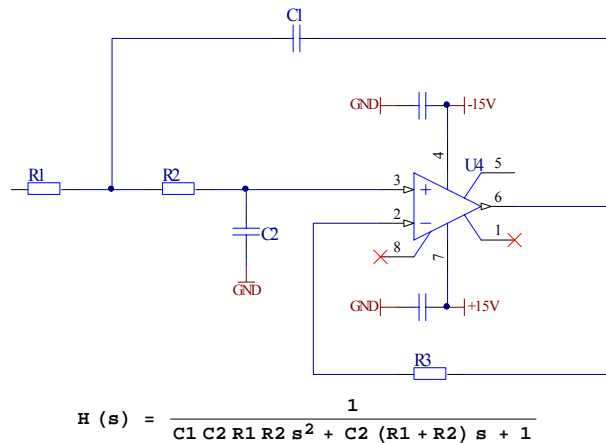 C1
GND
-15V
4
U4
5
R1
R2
3
+
6
2
−
C2
8
1
GND
7
GND
+15V
R3
H (s) = 1 / C1 C2 R1 R2 s² + C2 (R1 + R2) s + 1